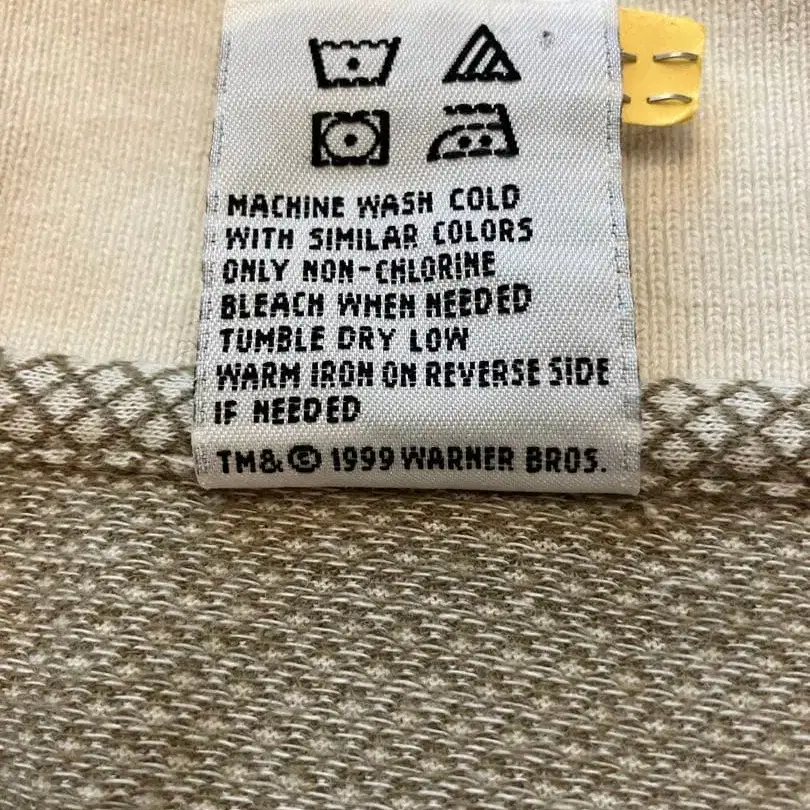 MACHINE WASH COLD
WITH SIMILAR COLORS
ONLY NON-CHLORINE
BLEACH WHEN NEEDED
TUMBLE DRY LOW
WARM IRON ON REVERSE SIDE
IF NEEDED
TM&© 1999 WARNER BROS.